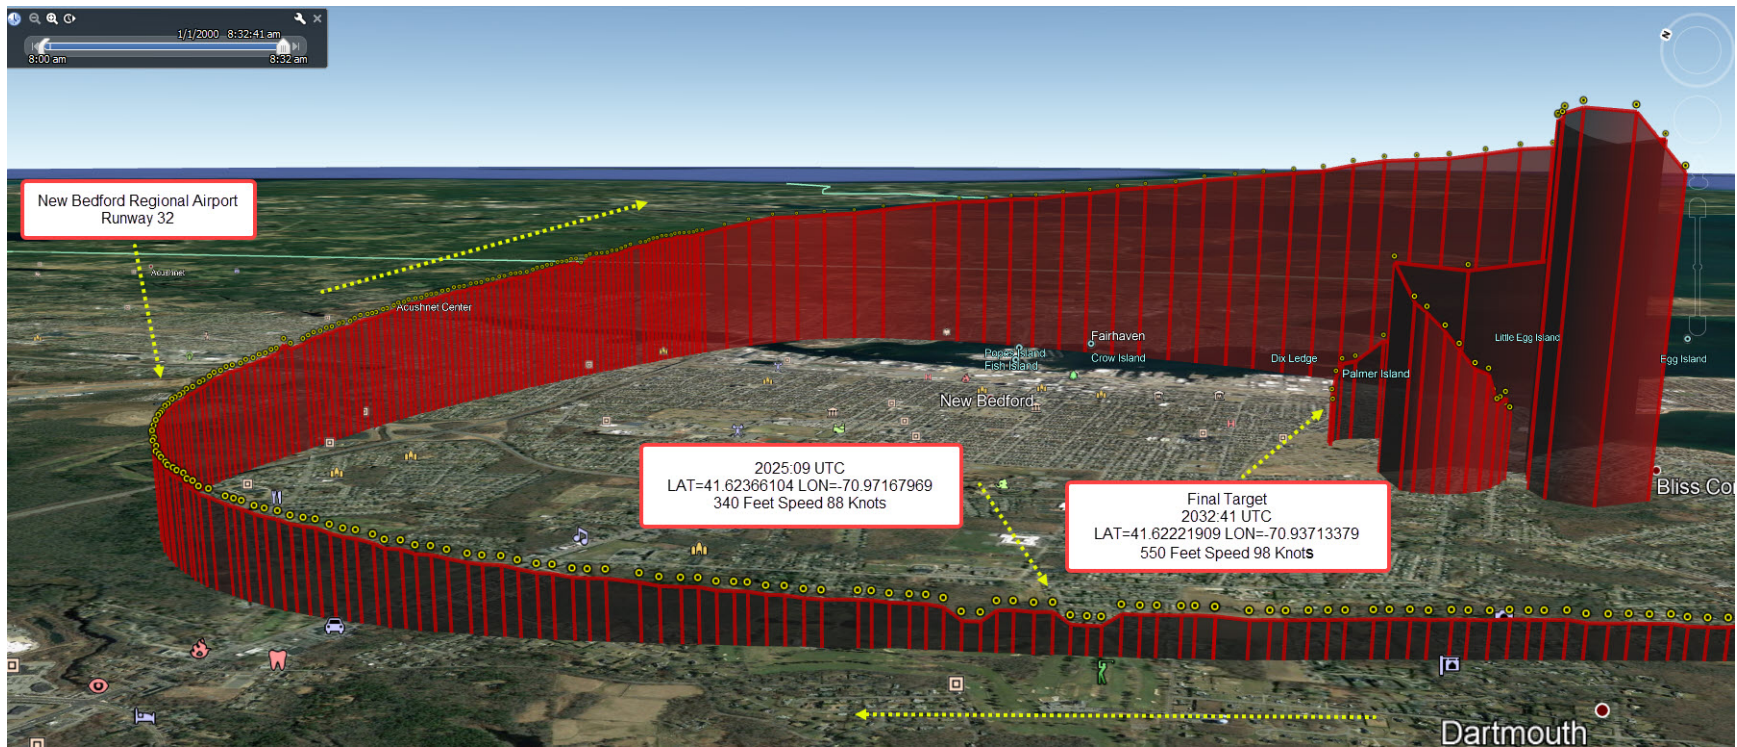 1/1/2000 8:32:41 am
8:00 am
8:32 am
N
New Bedford Regional Airport
Runway 32
Acushnet
Acushnet Center
Fairhaven
Popes Island
Crow Island
Fish Island
Dix Ledge
Little Egg Island
Egg Island
Palmer Island
New Bedford
2025:09 UTC
LAT=41.62366104 LON=-70.97167969
340 Feet Speed 88 Knots
Final Target
2032:41 UTC
LAT=41.62221909 LON=-70.93713379
550 Feet Speed 98 Knots
Bliss Co
Dartmouth